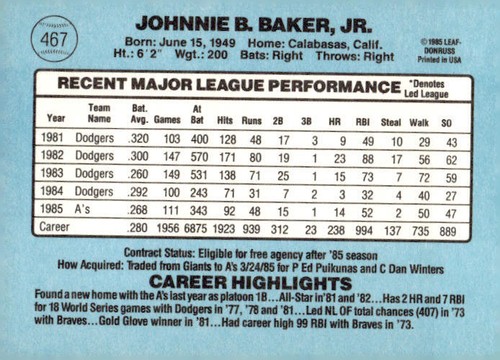 467
JOHNNIE B. BAKER, JR.
Born: June 15, 1949 Home: Calabasas, Calif.
Ht.: 6'2" Wgt.: 200 Bats: Right Throws: Right
©1985 LEAF-
DONRUSS
Printed in USA
RECENT MAJOR LEAGUE PERFORMANCE *Denotes
Led League
Year Team Name Bat. Avg. Games At Bat Hits Runs 2B 3B HR RBI Steal Walk SO
1981 Dodgers .320 103 400 128 48 17 3 9 49 10 29 43
1982 Dodgers .300 147 570 171 80 19 1 23 88 17 56 62
1983 Dodgers .260 149 531 138 71 25 1 15 73 7 72 59
1984 Dodgers .292 100 243 71 31 7 2 3 32 4 40 27
1985 A's .268 111 343 92 48 15 1 14 52 2 50 47
Career .280 1956 6875 1923 939 312 23 238 994 137 735 889
Contract Status: Eligible for free agency after '85 season
How Acquired: Traded from Giants to A's 3/24/85 for P Ed Puikunas and C Dan Winters
CAREER HIGHLIGHTS
Found a new home with the A's last year as platoon 1B...All-Star in '81 and '82...Has 2 HR and 7 RBI
for 18 World Series games with Dodgers in '77, '78 and '81...Led NL OF total chances (407) in '73
with Braves...Gold Glove winner in '81...Had career high 99 RBI with Braves in '73.